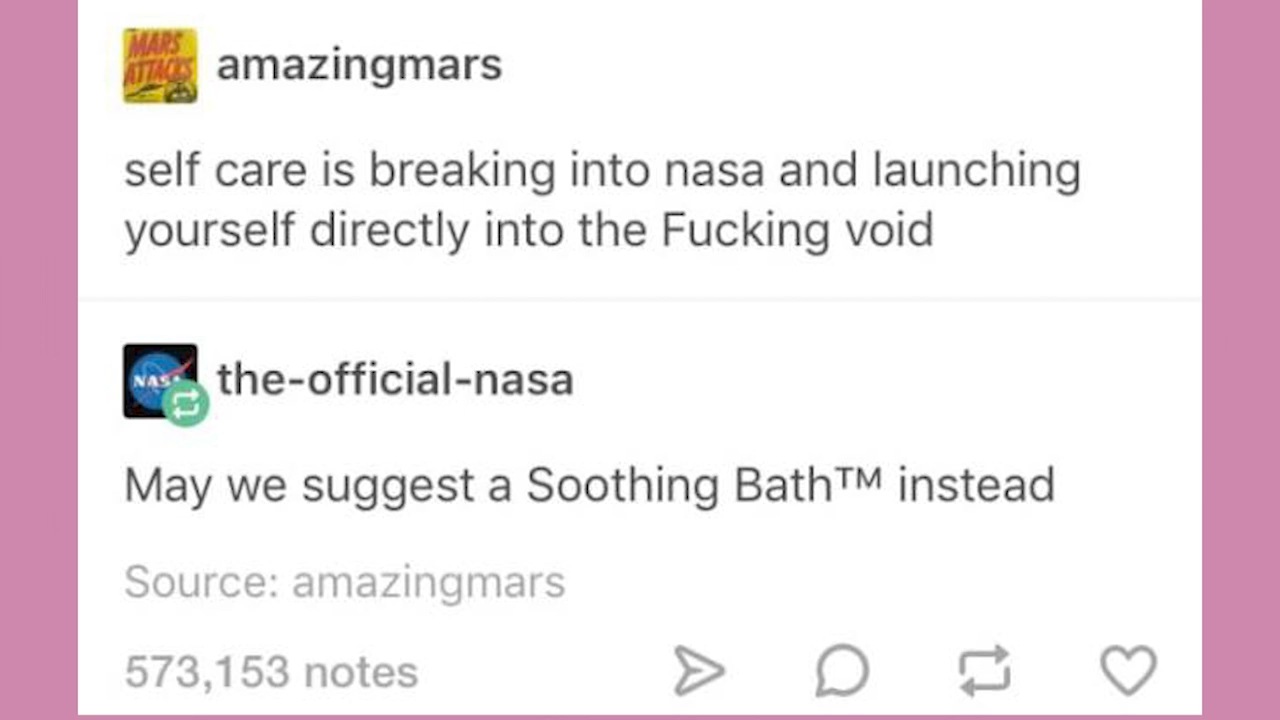 MARS
ATTACKS
amazingmars
self care is breaking into nasa and launching
yourself directly into the Fucking void
NASA
the-official-nasa
May we suggest a Soothing Bath™ instead
Source: amazingmars
573,153 notes